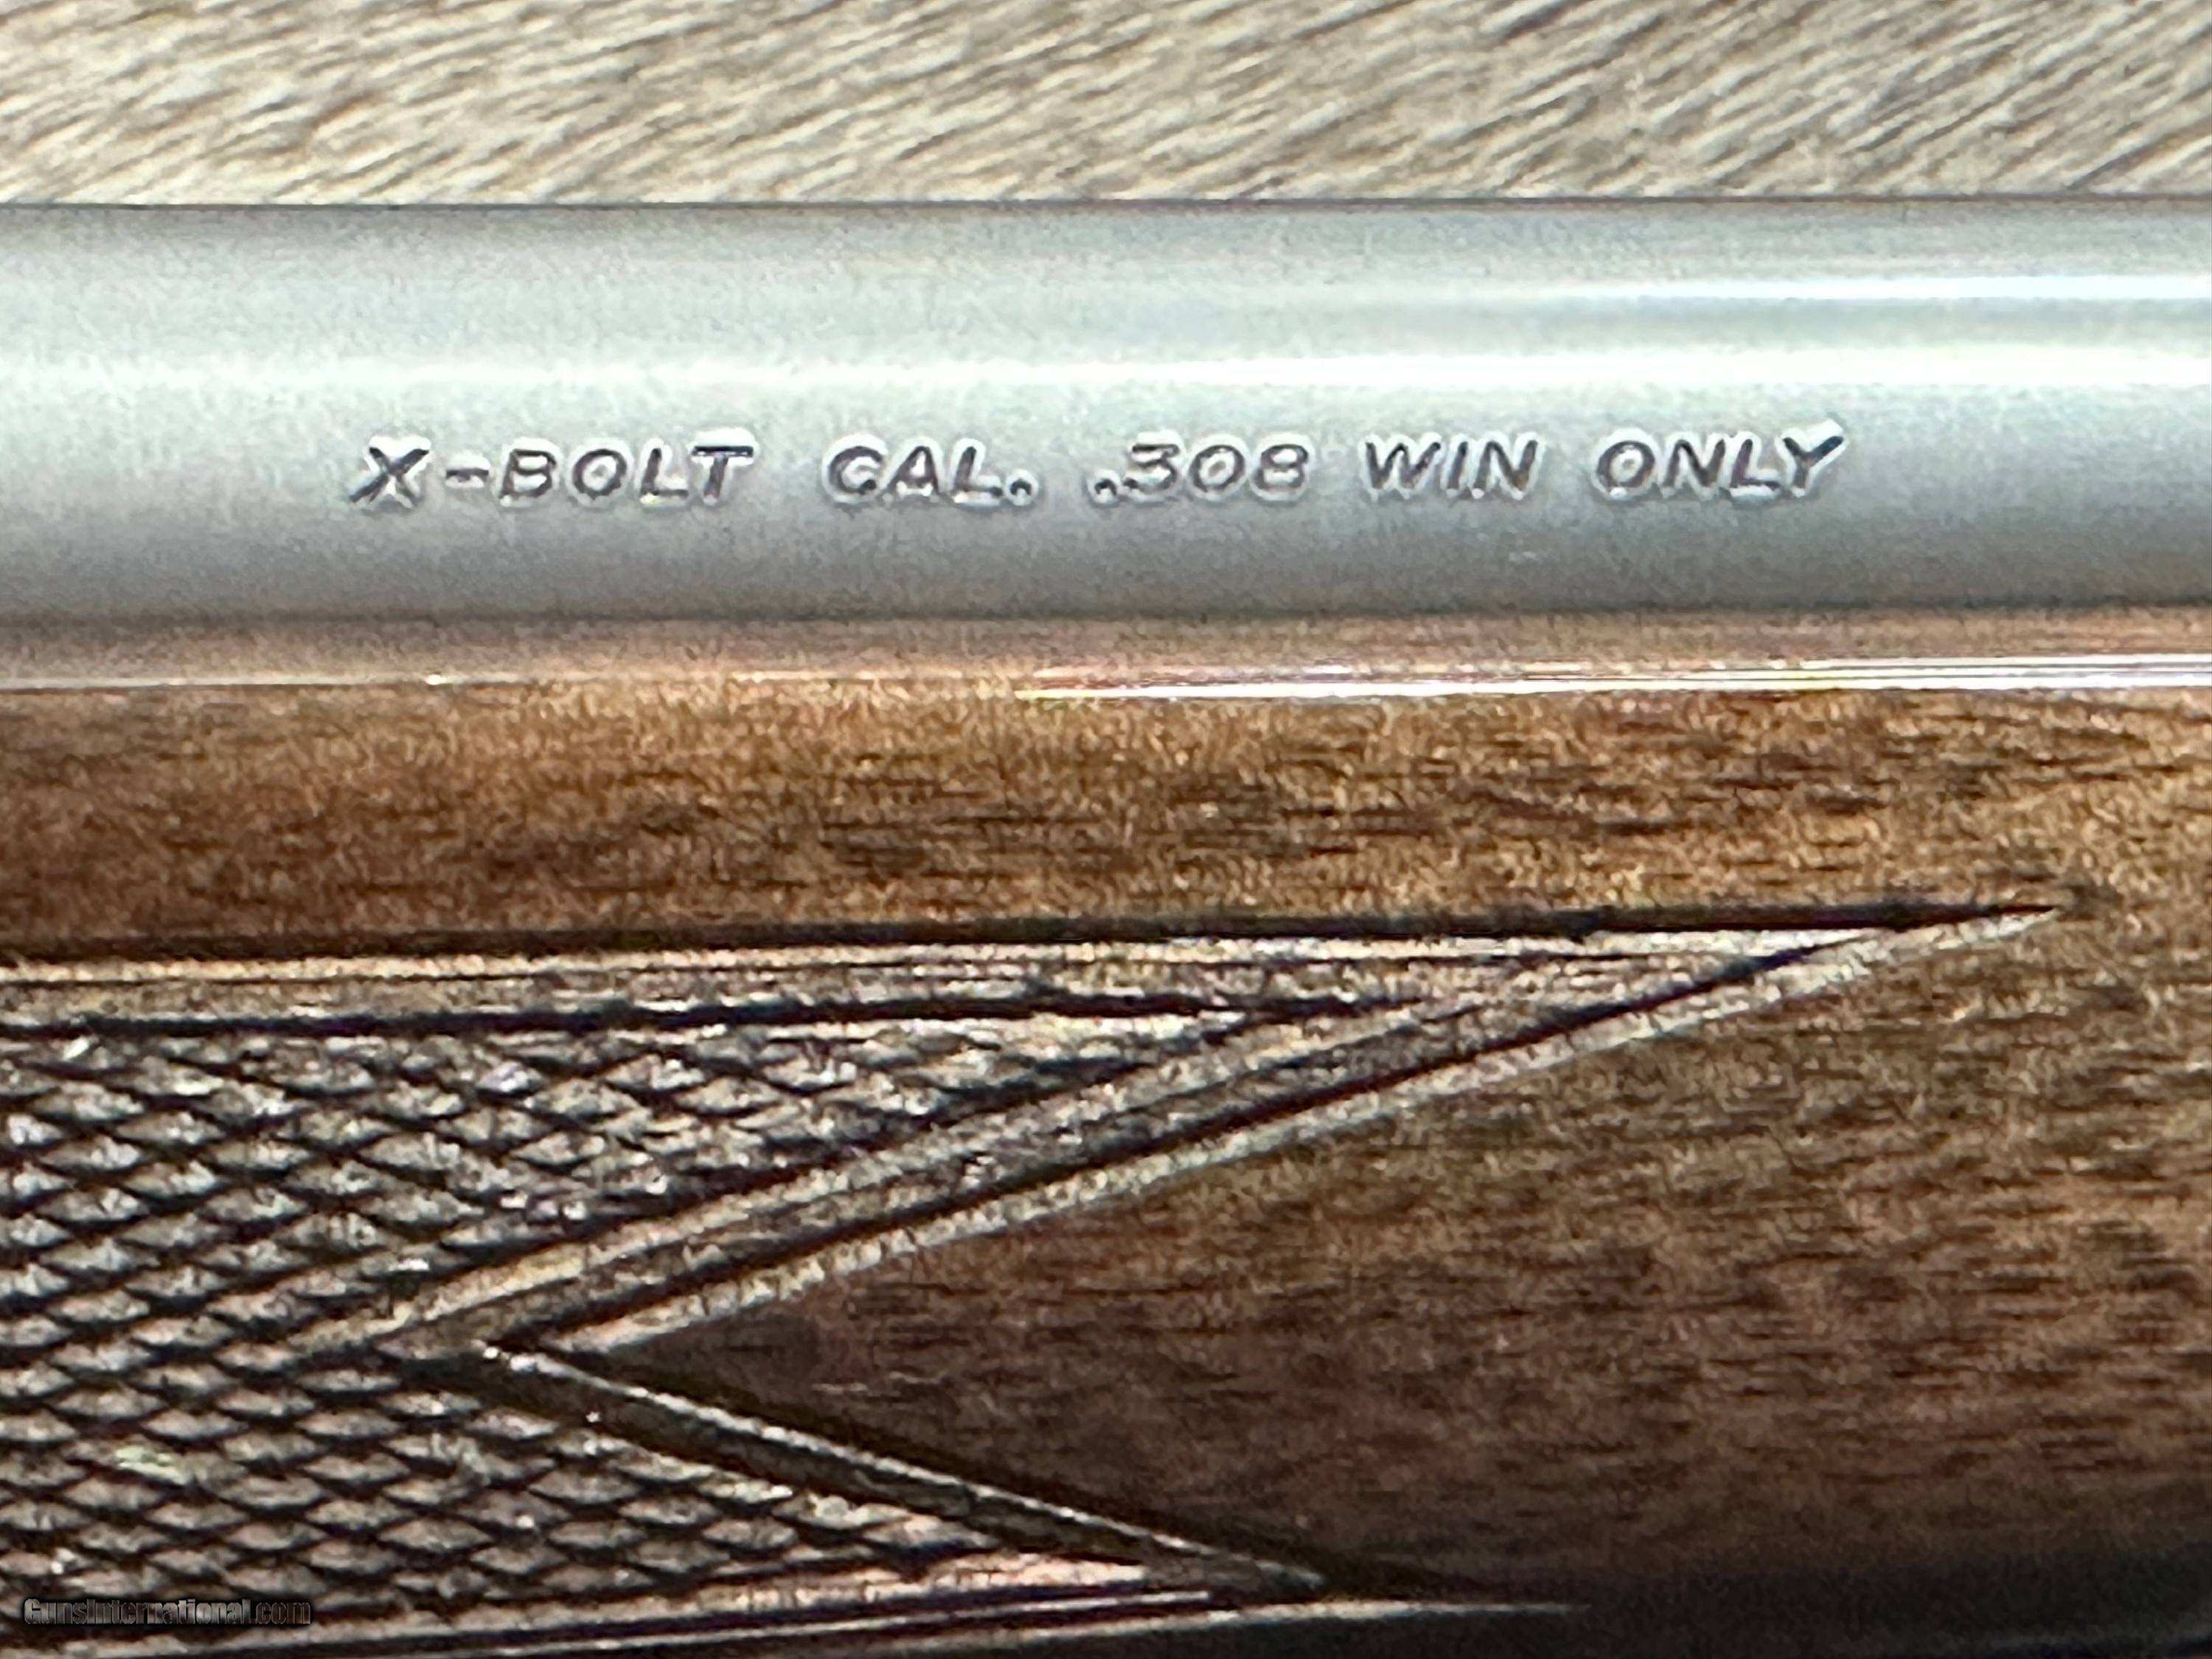 X-BOLT CAL. .308 WIN ONLY
GunsInternational.com